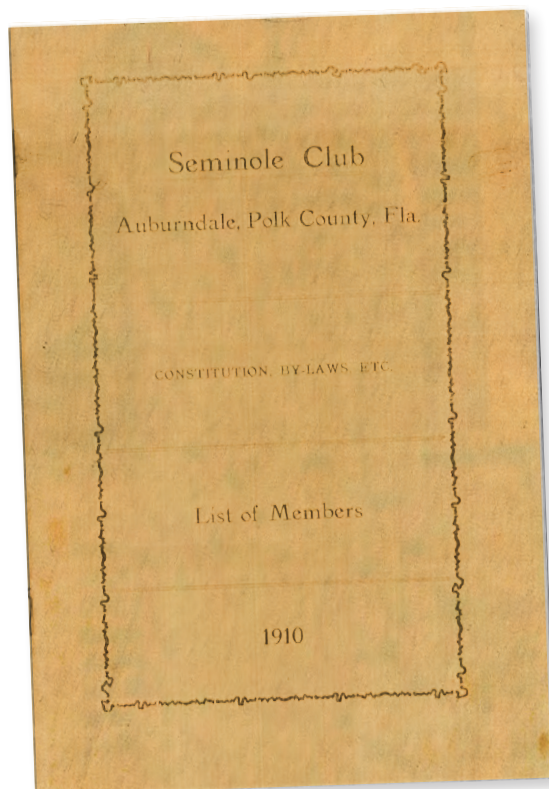 Seminole Club
Auburndale, Polk County, Fla.
CONSTITUTION, BY-LAWS, ETC.
List of Members
1910